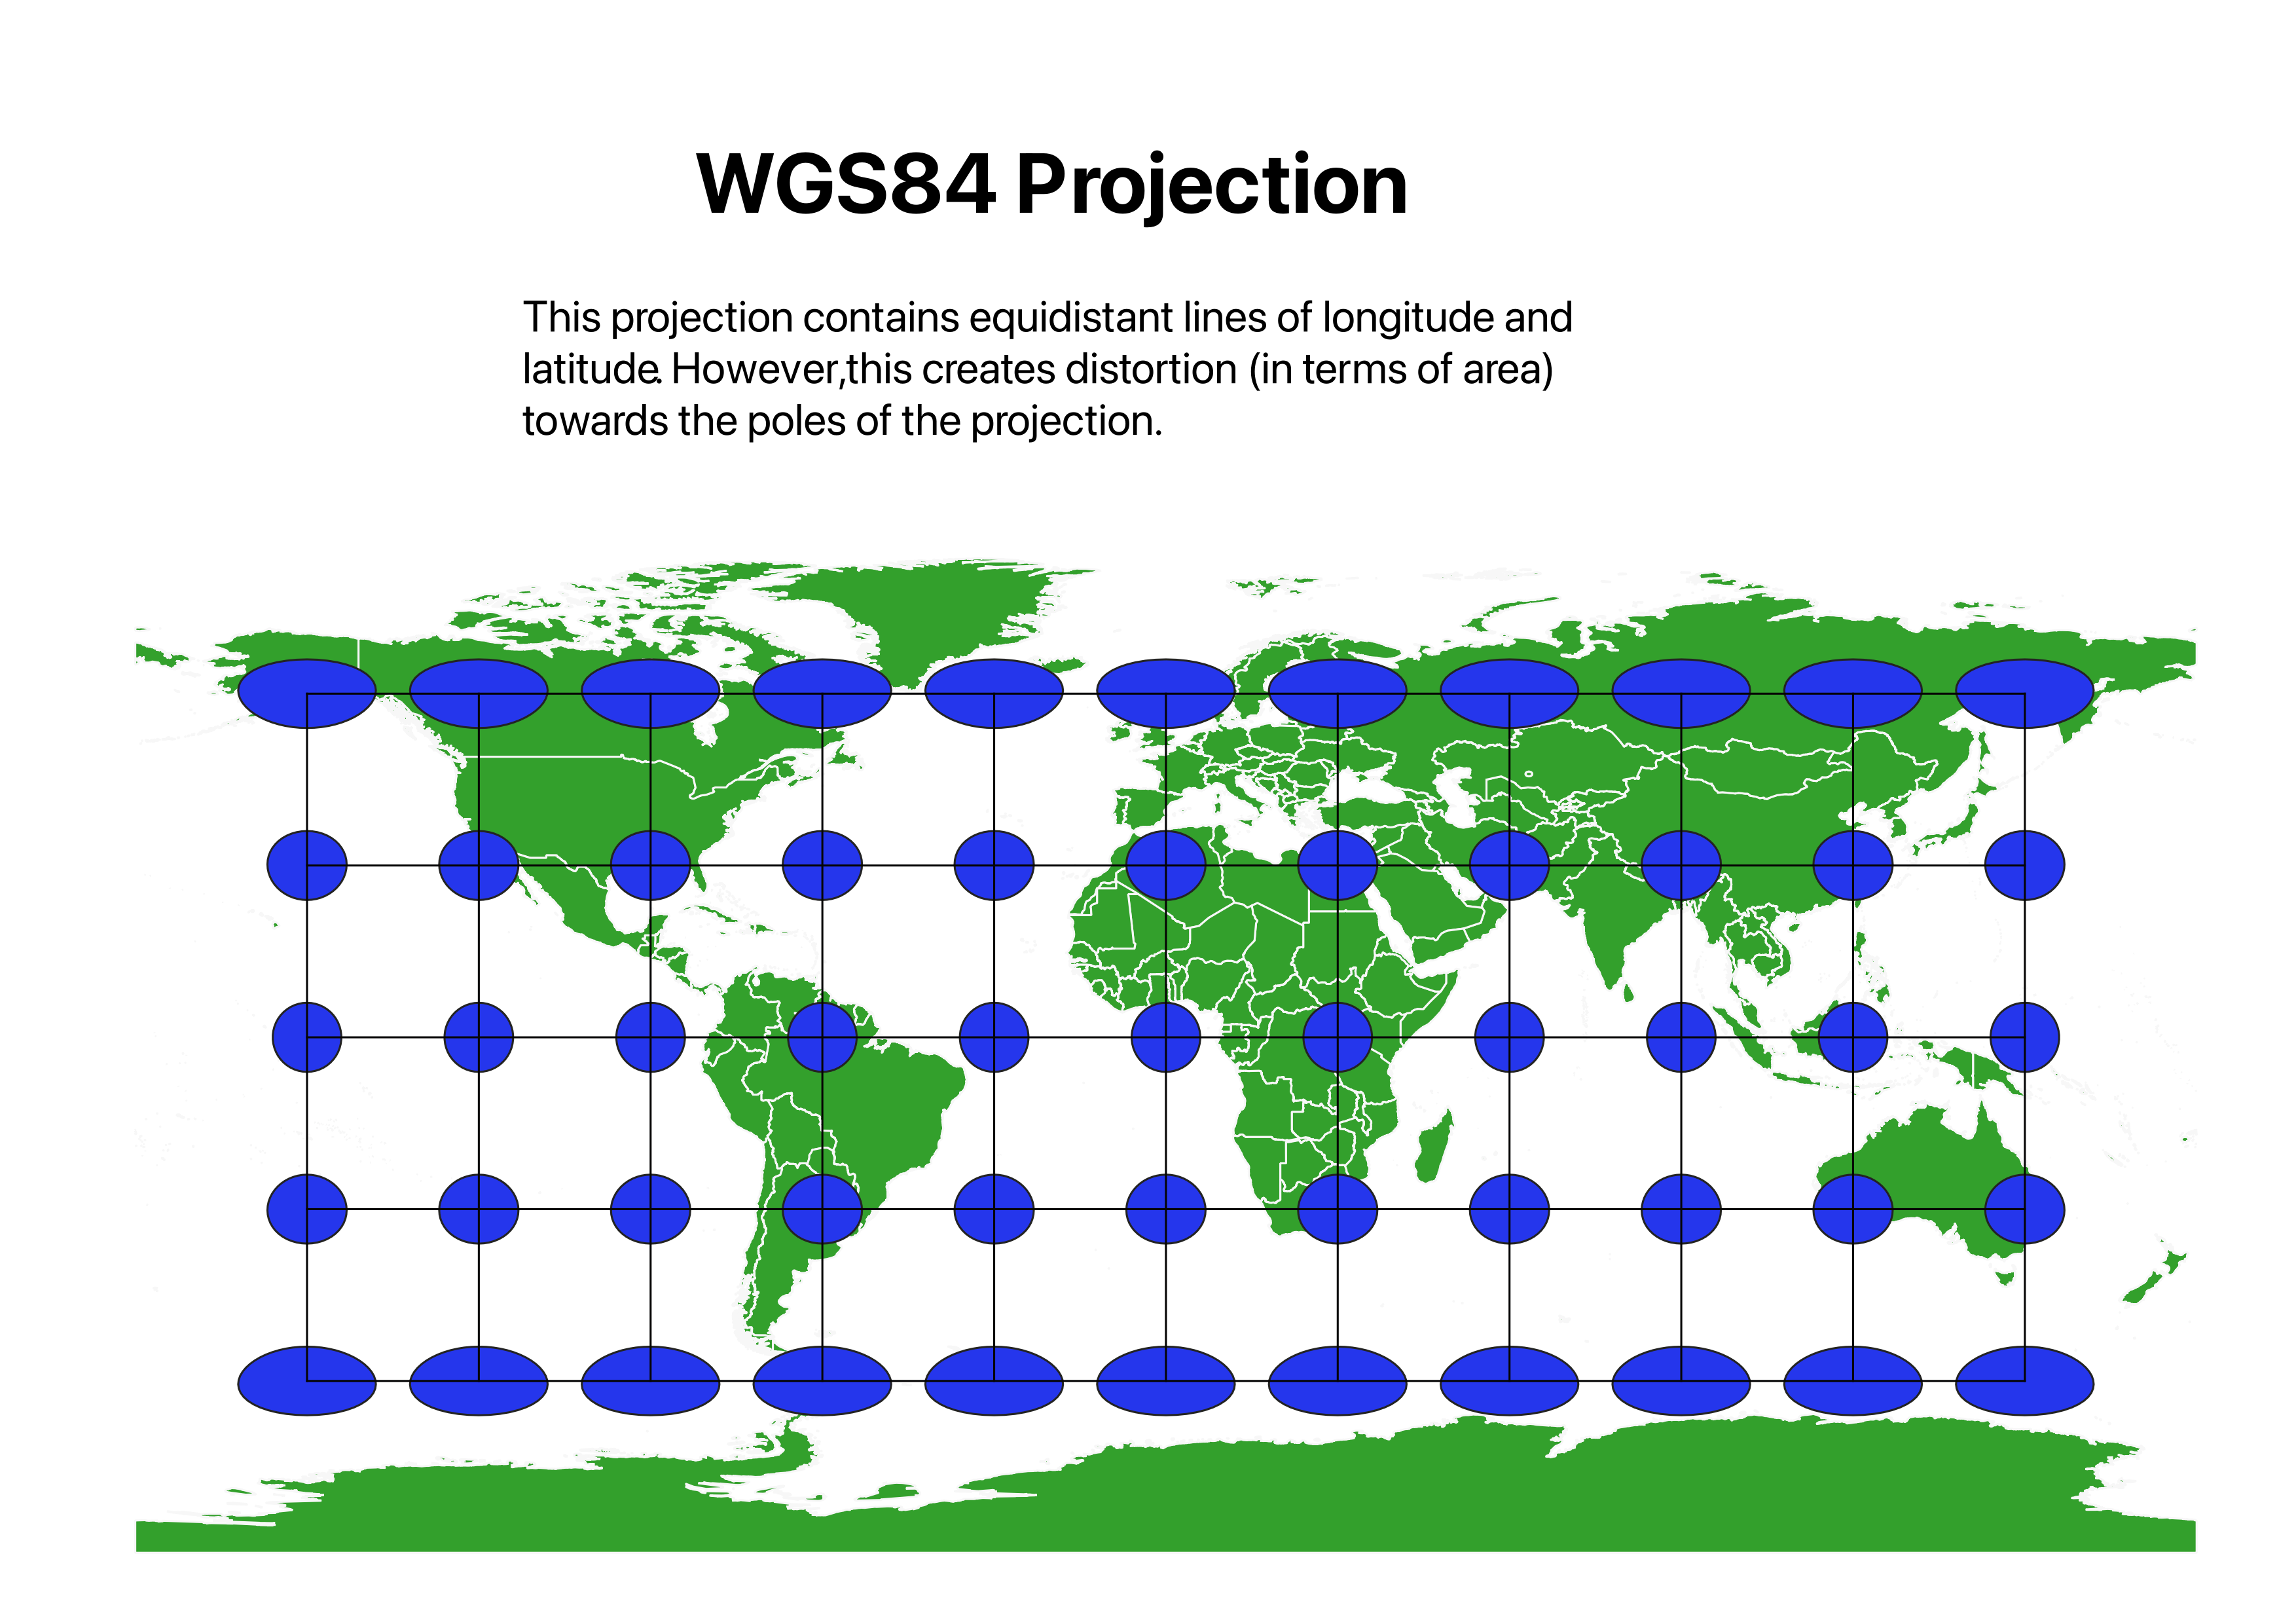 WGS84 Projection
This projection contains equidistant lines of longitude and
latitude. However,this creates distortion (in terms of area)
towards the poles of the projection.